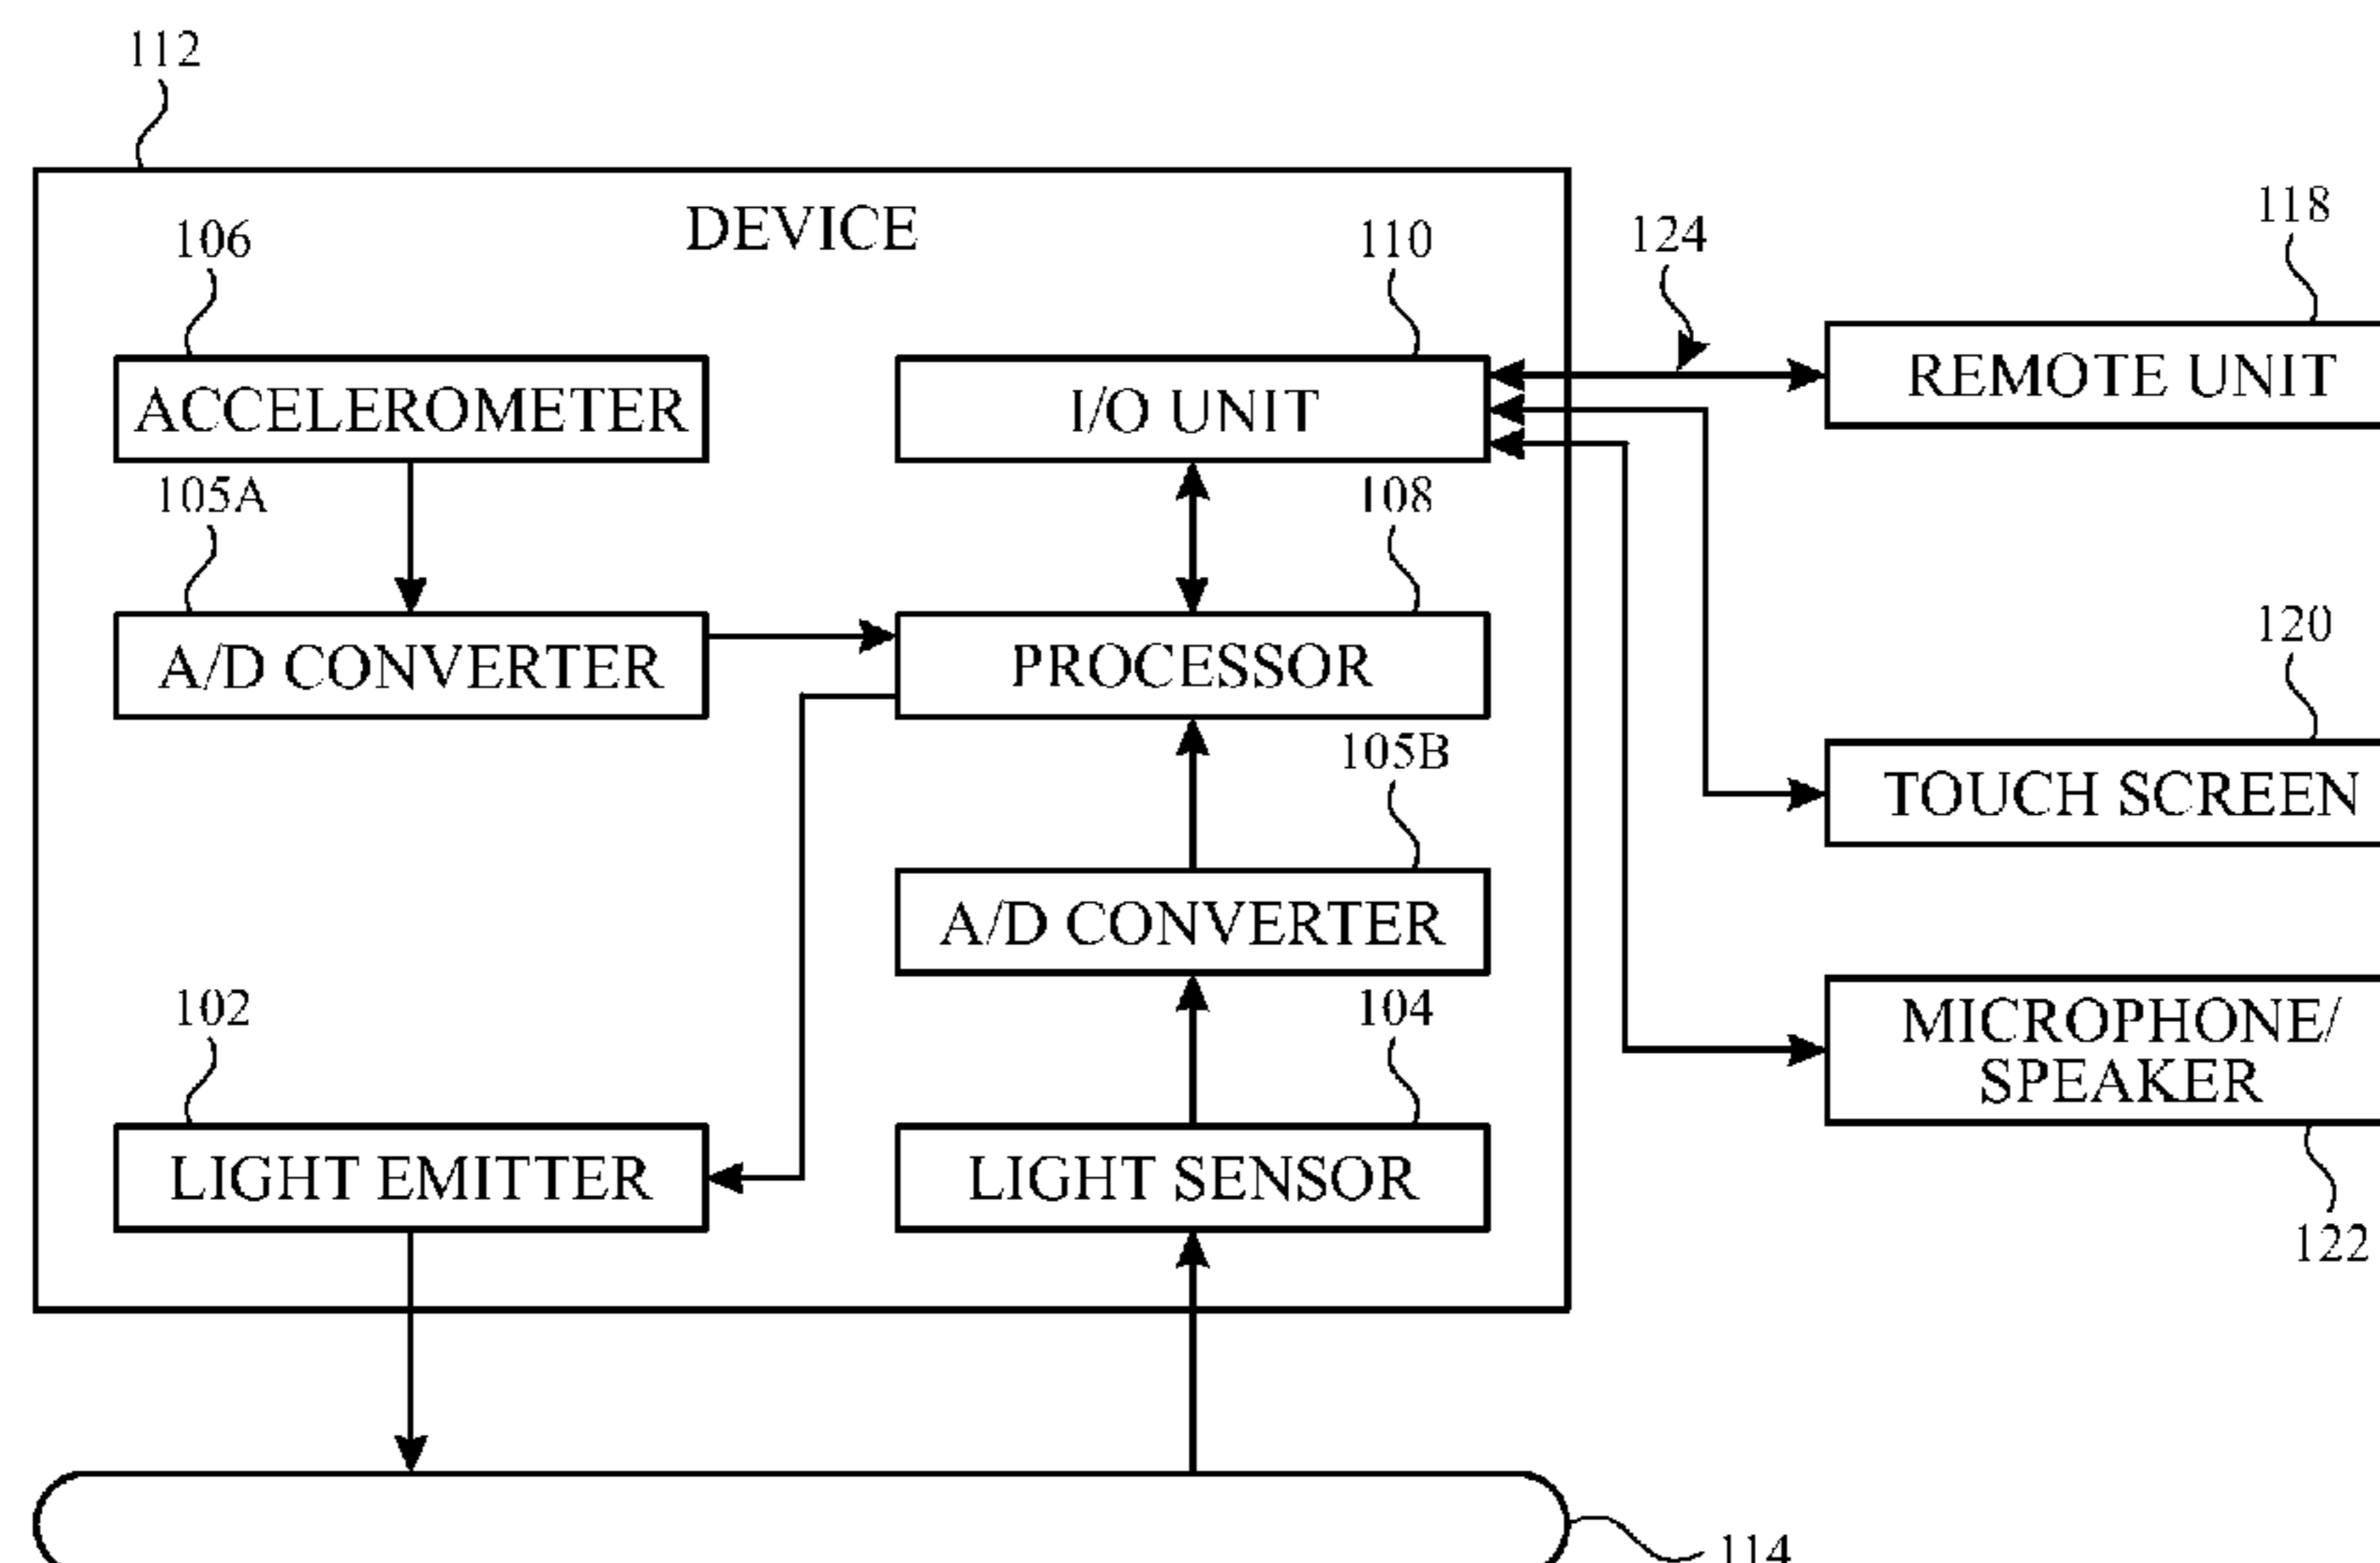 112
DEVICE
106
110
124
118
ACCELEROMETER
I/O UNIT
REMOTE UNIT
105A
108
A/D CONVERTER
PROCESSOR
120
TOUCH SCREEN
105B
A/D CONVERTER
102
104
MICROPHONE/
SPEAKER
LIGHT EMITTER
LIGHT SENSOR
122
114